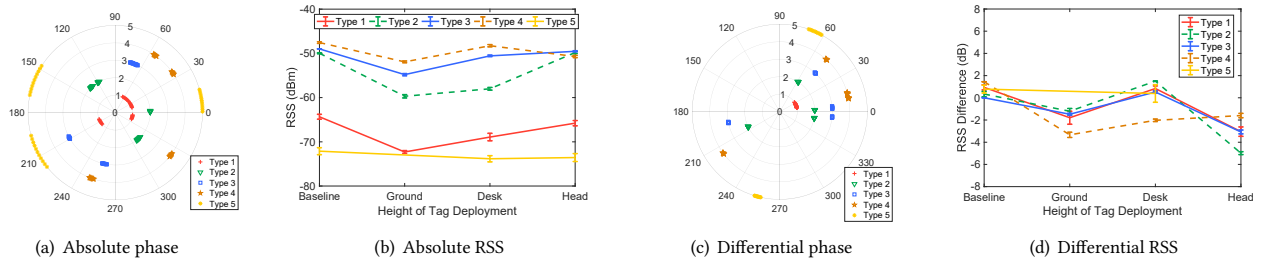 90
120
60
150
30
180
0
210
240
300
270
5
4
3
2
1
0
Type 1
Type 2
Type 3
Type 4
Type 5
(a) Absolute phase
-40
-50
-60
-70
-80
RSS (dBm)
Type 1 Type 2 Type 3 Type 4 Type 5
Baseline Ground Desk Head
Height of Tag Deployment
(b) Absolute RSS
90
120
60
150
30
180
0
210
330
240
300
270
5
4
3
2
1
0
Type 1
Type 2
Type 3
Type 4
Type 5
(c) Differential phase
8
6
4
2
0
-2
-4
-6
-8
RSS Difference (dB)
Type 1
Type 2
Type 3
Type 4
Type 5
Baseline Ground Desk Head
Height of Tag Deployment
(d) Differential RSS